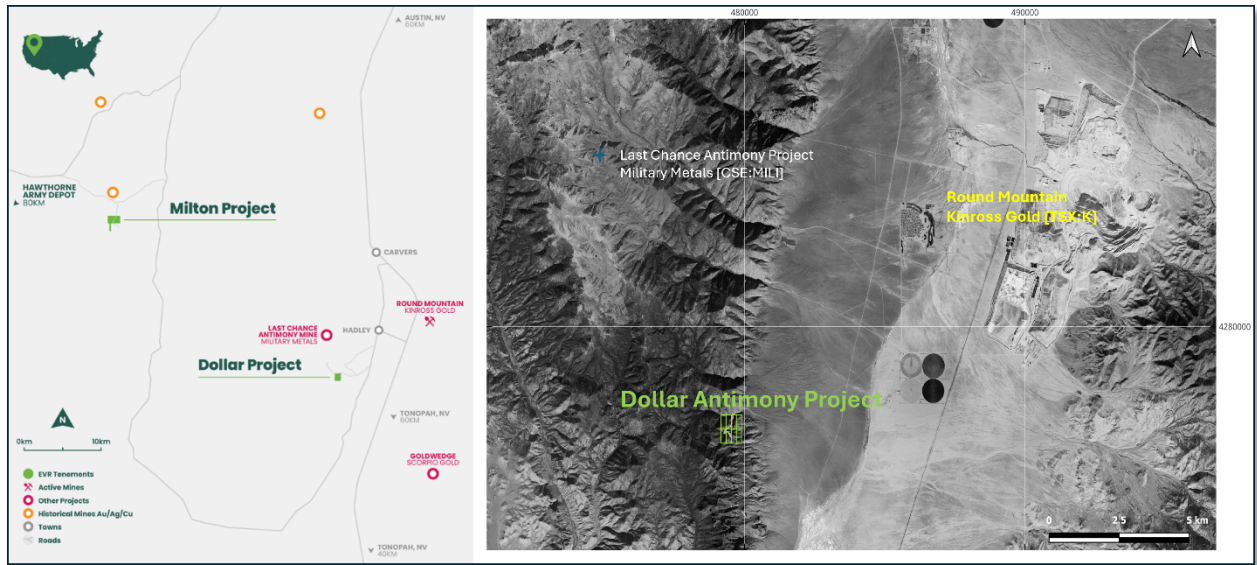 AUSTIN, NV
60KM
HAWTHORNE
ARMY DEPOT
80KM
Milton Project
CARVERS
ROUND MOUNTAIN
KINROSS GOLD
LAST CHANCE
ANTIMONY MINE
MILITARY METALS
HADLEY
Dollar Project
TONOPAH, NV
60KM
GOLDWEDGE
SCORPIO GOLD
TONOPAH, NV
40KM
N
0km
10km
EVR Tenements
Active Mines
Other Projects
Historical Mines Au/Ag/Cu
Towns
Roads
480000
490000
Last Chance Antimony Project
Military Metals [CSE:MILI]
Round Mountain
Kinross Gold [TSX:K]
4280000
Dollar Antimony Project
0
2.5
5 km